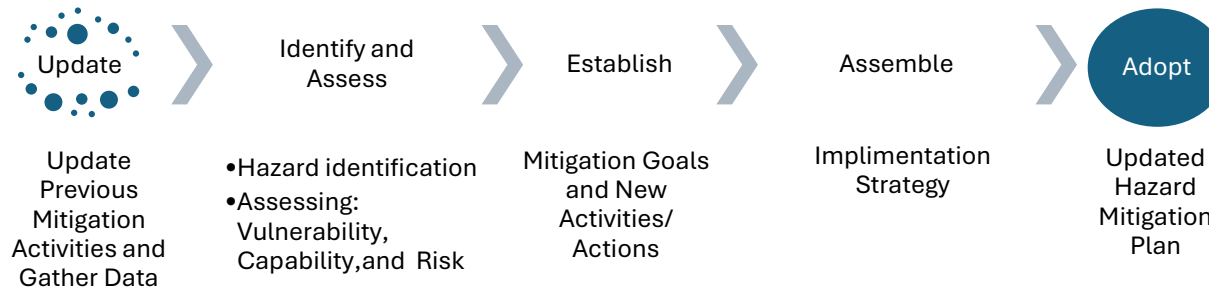 Update
Identify and
Assess
Establish
Assemble
Adopt
Update
Previous
Mitigation
Activities and
Gather Data
•Hazard identification
•Assessing:
Vulnerability,
Capability,and Risk
Mitigation Goals
and New
Activities/
Actions
Implimentation
Strategy
Updated
Hazard
Mitigation
Plan